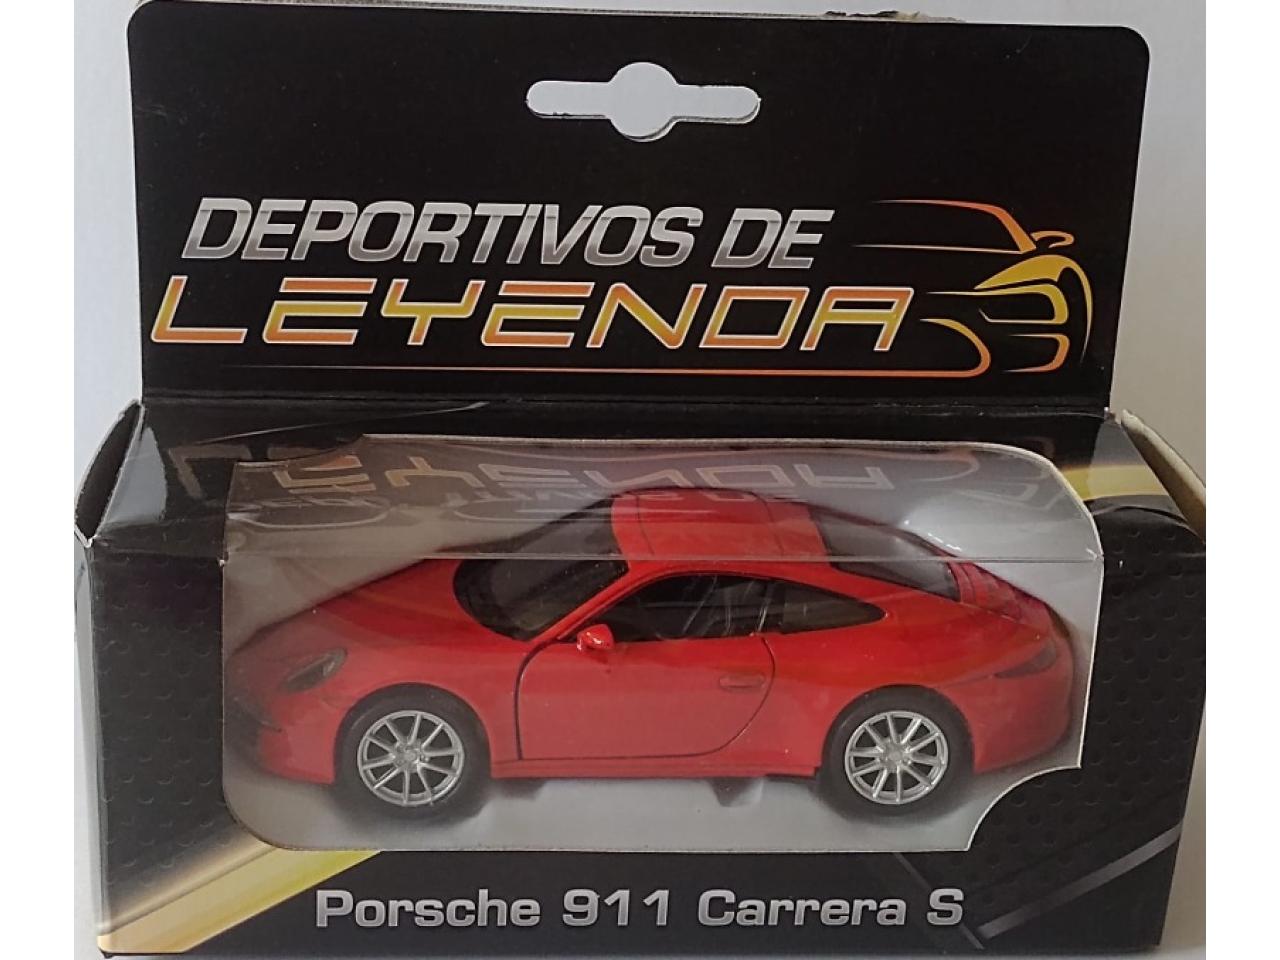 DEPORTIVOS DE
LEYENDA
Porsche 911 Carrera S